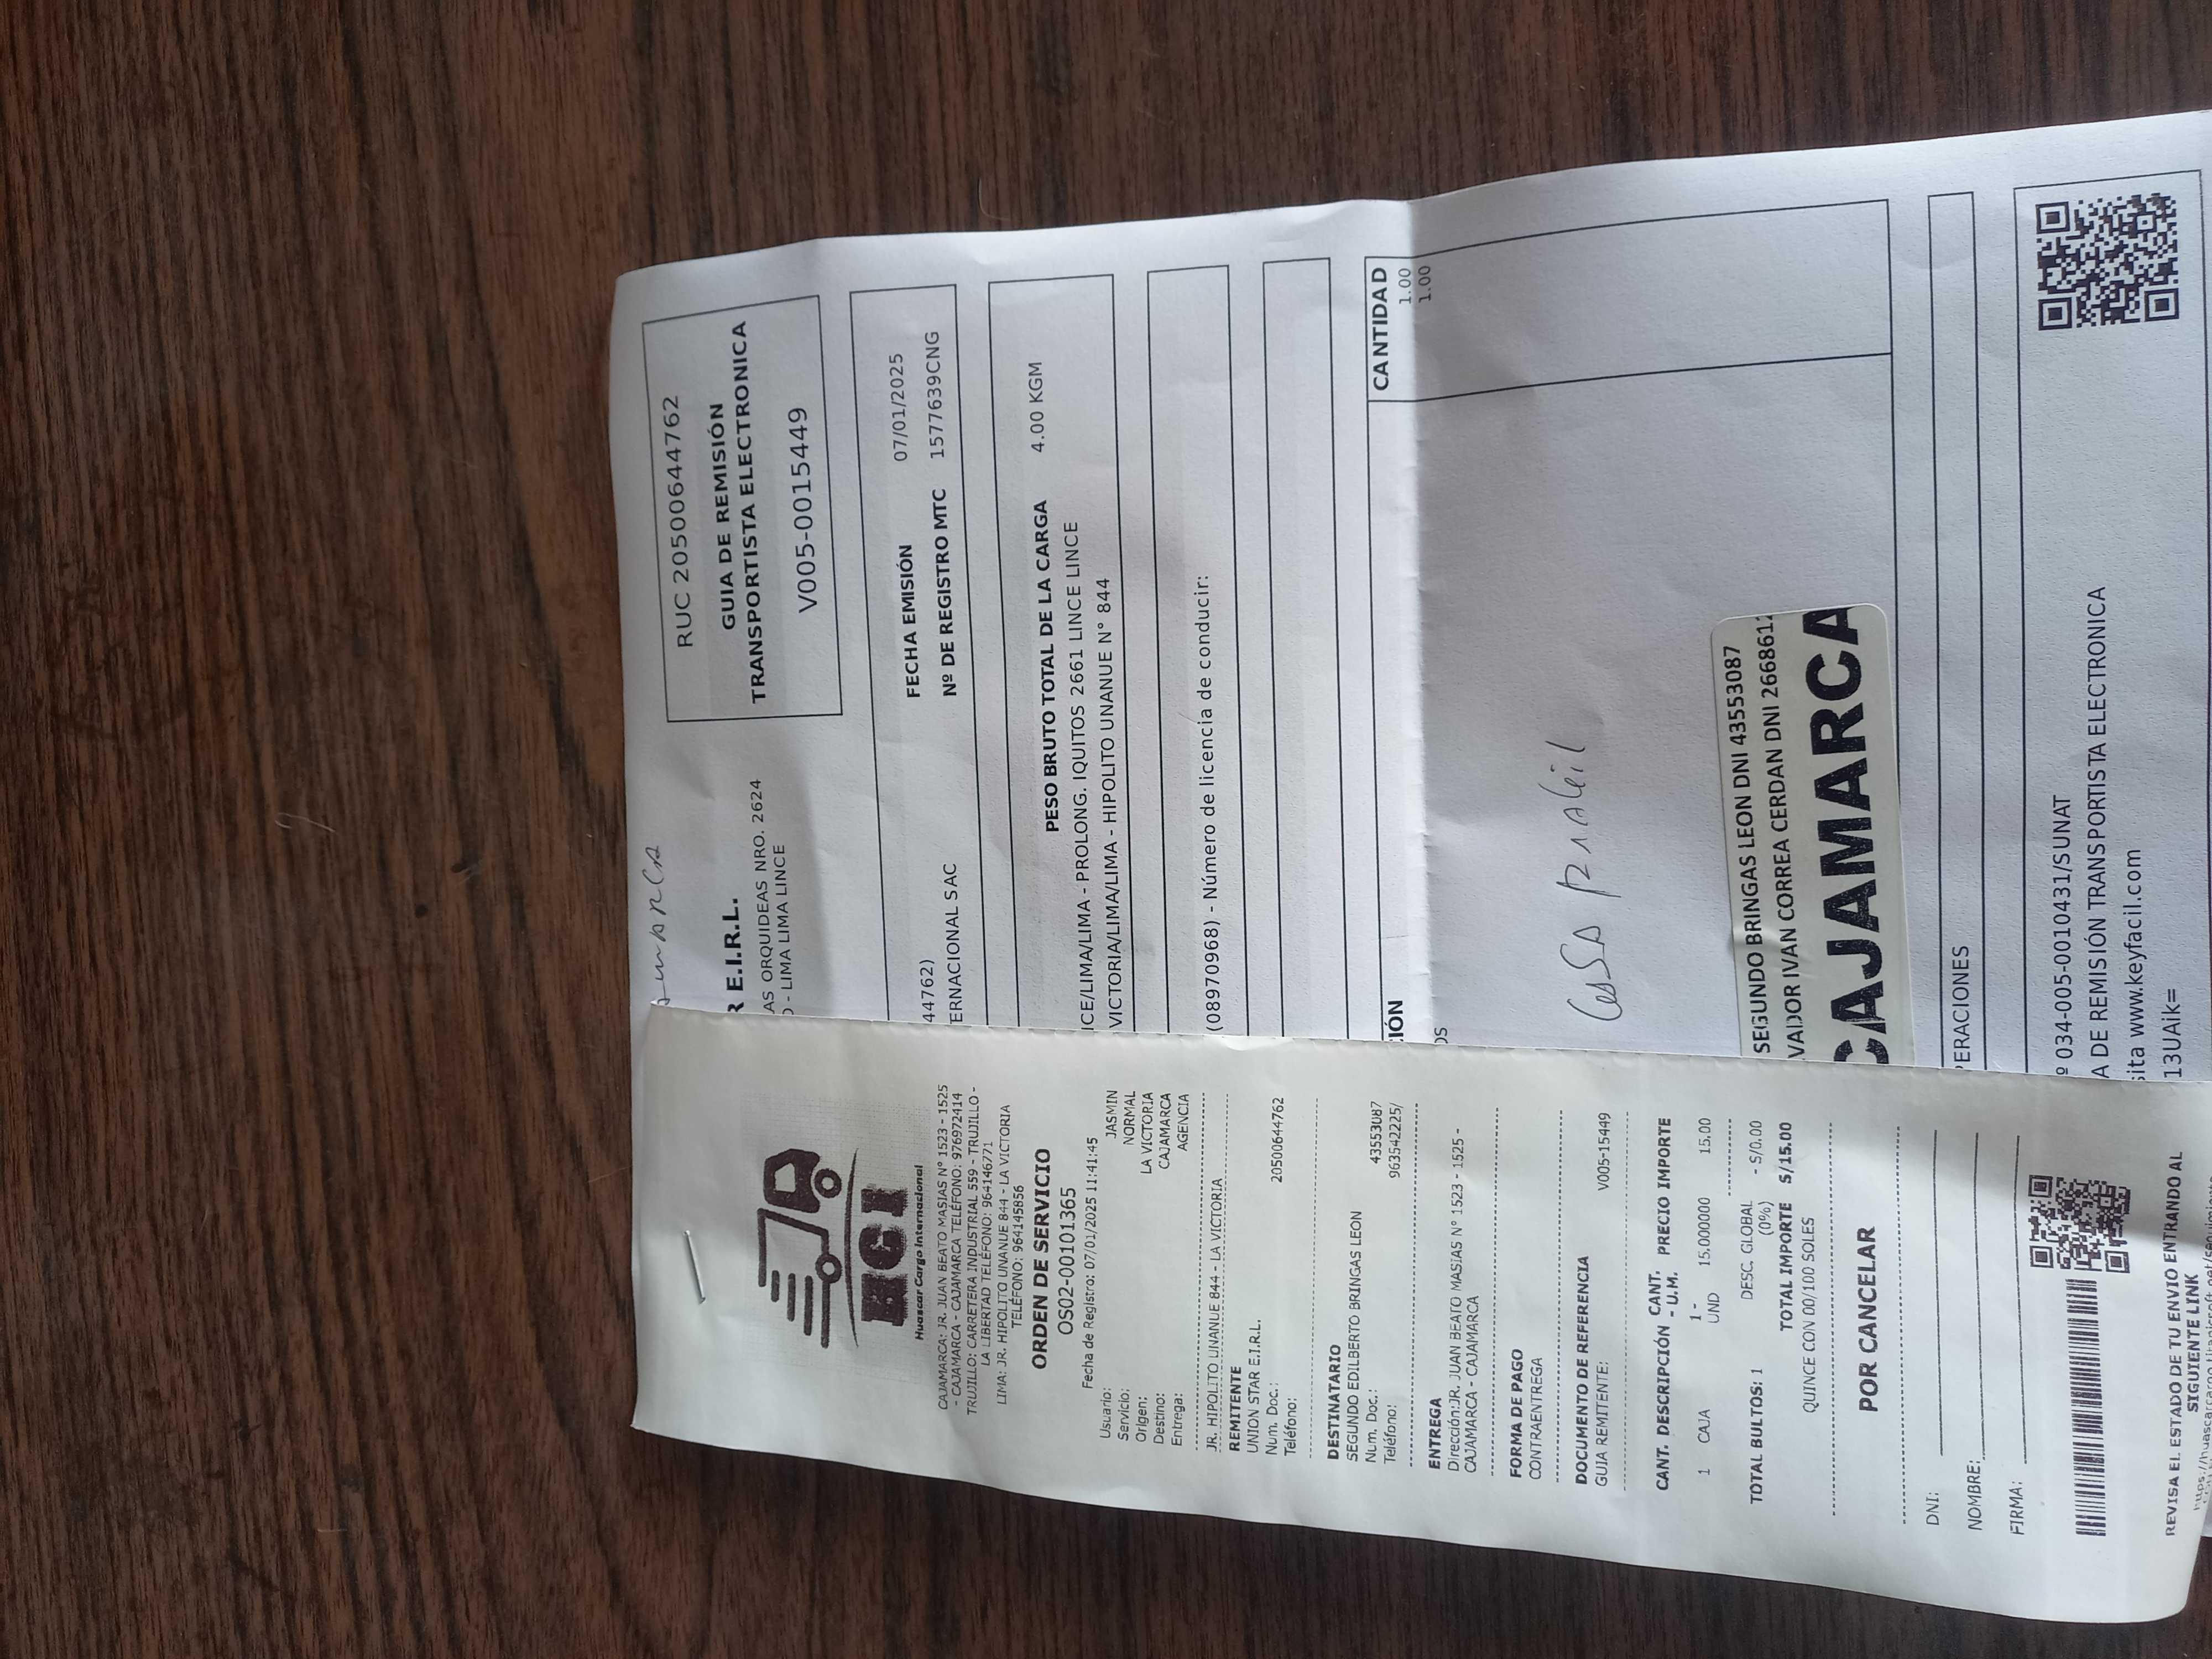 HCI
Huascar Cargo Internacional
CAJAMARCA: JR. JUAN BEATO MASIAS Nº 1523 - 1525
- CAJAMARCA - CAJAMARCA TELÉFONO: 976972414
TRUJILLO: CARRETERA INDUSTRIAL 559 - TRUJILLO -
LA LIBERTAD TELÉFONO: 964146771
LIMA: JR. HIPOLITO UNANUE 844 - LA VICTORIA
TELÉFONO: 964145856
ORDEN DE SERVICIO
OS02-00101365
Fecha de Registro: 07/01/2025 11:41:45
Usuario: JASMIN
Servicio: NORMAL
Origen: LA VICTORIA
Destino: CAJAMARCA
Entrega: AGENCIA
JR. HIPOLITO UNANUE 844 - LA VICTORIA
REMITENTE
UNION STAR E.I.R.L.
Num. Doc.: 20500644762
Teléfono:
DESTINATARIO
SEGUNDO EDILBERTO BRINGAS LEON
Num. Doc.: 43553087
Teléfono: 963542225/
ENTREGA
Dirección:JR. JUAN BEATO MASIAS Nº 1523 - 1525 -
CAJAMARCA - CAJAMARCA
FORMA DE PAGO
CONTRAENTREGA
DOCUMENTO DE REFERENCIA
GUIA REMITENTE: V005-15449
CANT. DESCRIPCIÓN CANT. - U.M. PRECIO IMPORTE
1 CAJA 1 - UND 15.000000 15.00
TOTAL BULTOS: 1 DESC. GLOBAL (0%) - S/0.00
TOTAL IMPORTE S/15.00
QUINCE CON 00/100 SOLES
POR CANCELAR
DNI:
NOMBRE:
FIRMA:
REVISA EL ESTADO DE TU ENVIO ENTRANDO AL
SIGUIENTE LINK
R E.I.R.L.
AS ORQUIDEAS NRO. 2624
- LIMA LIMA LINCE
RUC 20500644762
GUIA DE REMISIÓN
TRANSPORTISTA ELECTRONICA
V005-0015449
44762)
ERNACIONAL SAC
FECHA EMISIÓN 07/01/2025
Nº DE REGISTRO MTC 1577639CNG
PESO BRUTO TOTAL DE LA CARGA 4.00 KGM
ICE/LIMA/LIMA - PROLONG. IQUITOS 2661 LINCE LINCE
VICTORIA/LIMA/LIMA - HIPOLITO UNANUE N° 844
(08970968) - Número de licencia de conducir:
IÓN CANTIDAD
1.00
OS 1.00
SEGUNDO BRINGAS LEON DNI 43553087
VADOR IVAN CORREA CERDAN DNI 2668612
CAJAMARCA
PERACIONES
º 034-005-0010431/SUNAT
A DE REMISIÓN TRANSPORTISTA ELECTRONICA
sita www.keyfacil.com
13UAik=